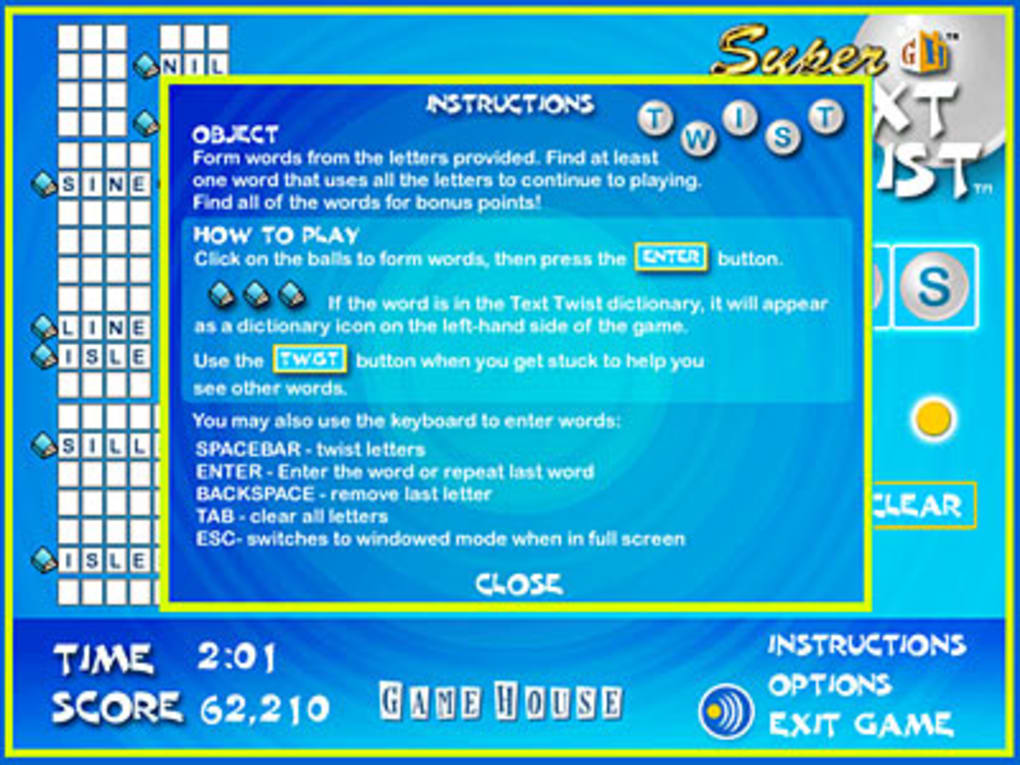 Super
NIL
XT
IST™
INSTRUCTIONS
T W I S T
OBJECT
Form words from the letters provided. Find at least
one word that uses all the letters to continue to playing.
Find all of the words for bonus points!
SINE
HOW TO PLAY
Click on the balls to form words, then press the ENTER button.
S
If the word is in the Text Twist dictionary, it will appear
as a dictionary icon on the left-hand side of the game.
LINE
ISLE
Use the TWIST button when you get stuck to help you
see other words.
You may also use the keyboard to enter words:
SILL
SPACEBAR - twist letters
ENTER - Enter the word or repeat last word
BACKSPACE - remove last letter
CLEAR
TAB - clear all letters
ESC- switches to windowed mode when in full screen
ISLE
CLOSE
TIME 2:01
SCORE 62,210
GAMEHOUSE
INSTRUCTIONS
OPTIONS
EXIT GAME